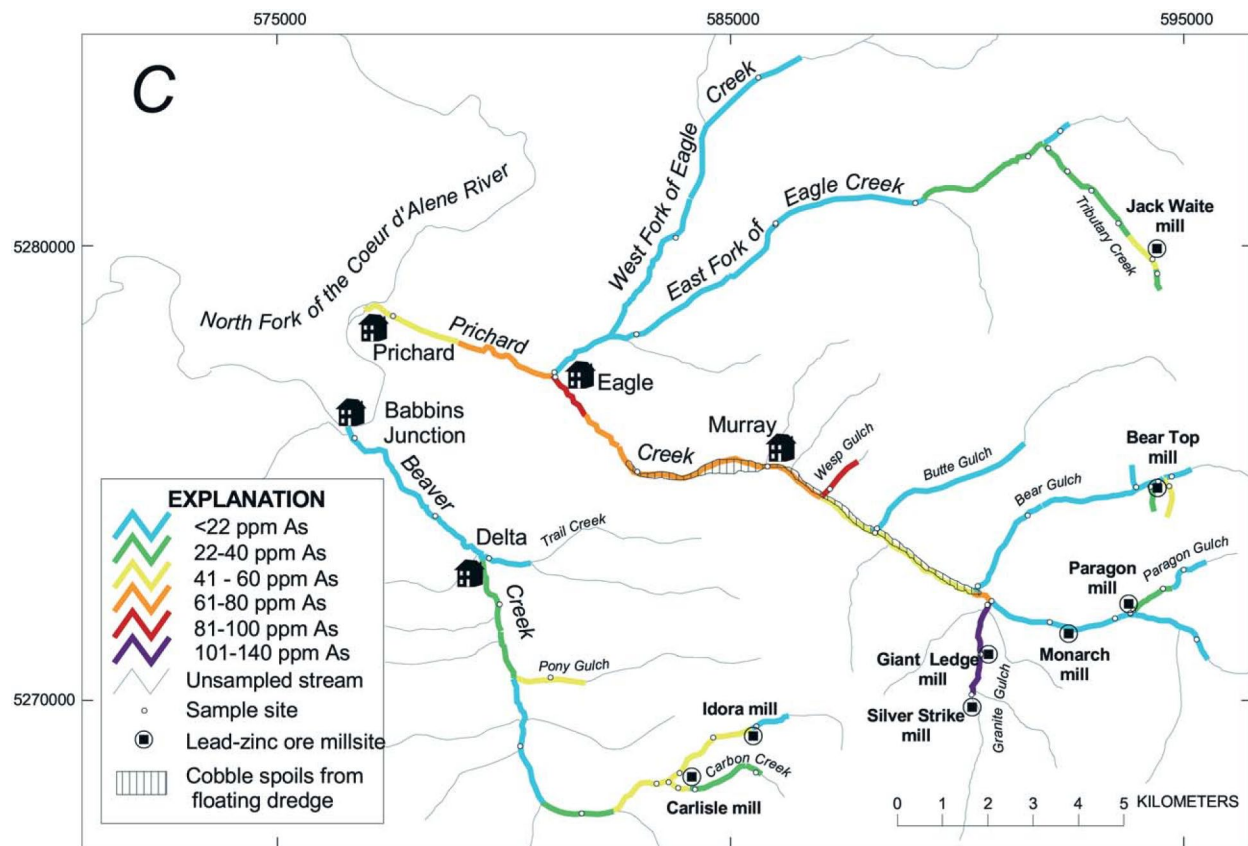 575000
585000
595000
C
West Fork of Eagle Creek
East Fork of Eagle Creek
Tributary Creek
Jack Waite
mill
5280000
North Fork of the Coeur d'Alene River
Prichard
Prichard
Eagle
Babbins
Junction
Creek
Murray
Wesp Gulch
Butte Gulch
Bear Gulch
Bear Top
mill
Beaver
Delta
Trail Creek
Creek
Paragon
mill
Paragon Gulch
Monarch
mill
Giant Ledge
mill
Silver Strike
mill
Granite Gulch
Pony Gulch
5270000
Idora mill
Carbon Creek
Carlisle mill
EXPLANATION
<22 ppm As
22-40 ppm As
41 - 60 ppm As
61-80 ppm As
81-100 ppm As
101-140 ppm As
Unsampled stream
Sample site
Lead-zinc ore millsite
Cobble spoils from
floating dredge
0 1 2 3 4 5 KILOMETERS